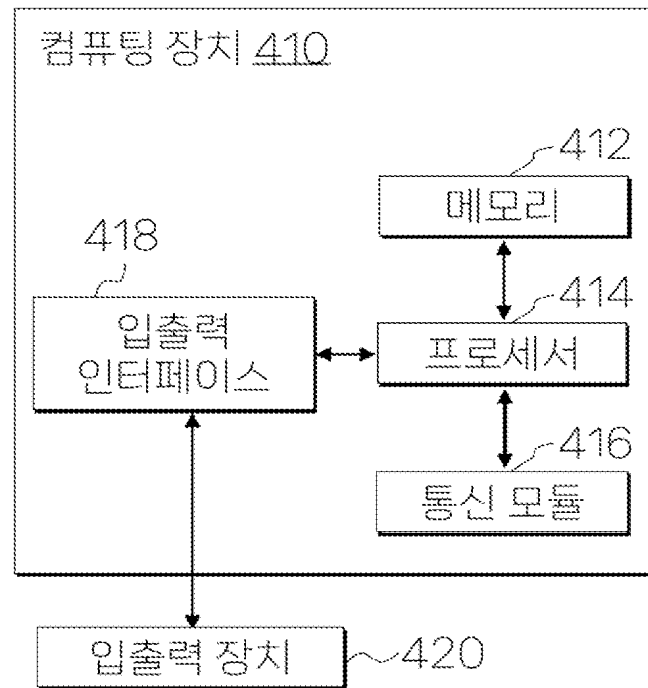 컴퓨팅 장치 410
412
메모리
418
414
입출력
인터페이스
프로세서
416
통신 모듈
입출력 장치
420